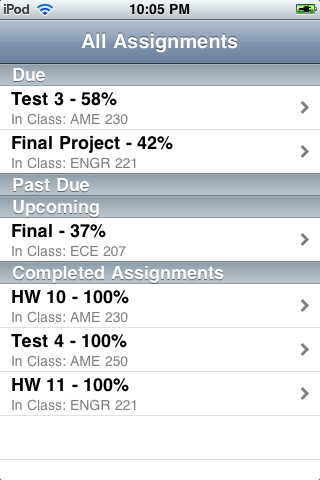 iPod 10:05 PM
All Assignments
Due
Test 3 - 58%
In Class: AME 230
Final Project - 42%
In Class: ENGR 221
Past Due
Upcoming
Final - 37%
In Class: ECE 207
Completed Assignments
HW 10 - 100%
In Class: AME 230
Test 4 - 100%
In Class: AME 250
HW 11 - 100%
In Class: ENGR 221